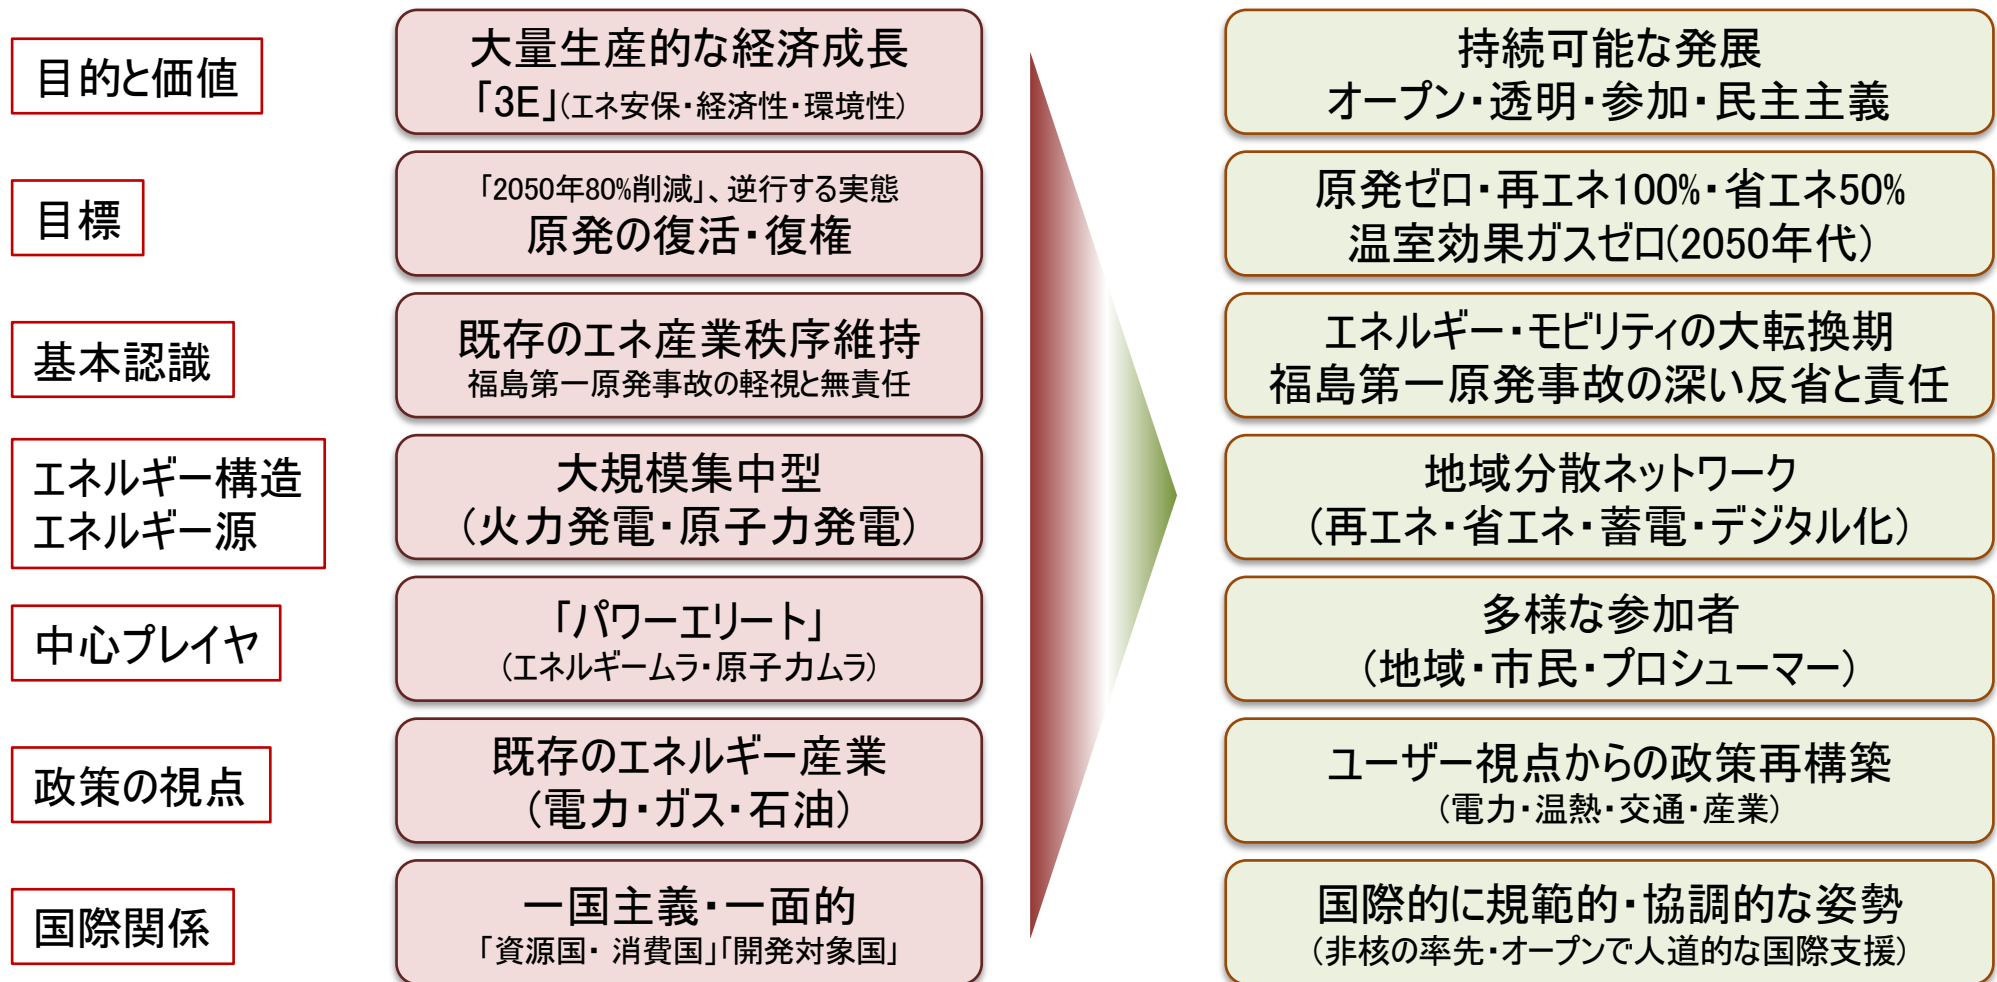 目的と価値
大量生産的な経済成長
「3E」(エネ安保・経済性・環境性)
持続可能な発展
オープン・透明・参加・民主主義
目標
「2050年80%削減」、逆行する実態
原発の復活・復権
原発ゼロ・再エネ100%・省エネ50%
温室効果ガスゼロ(2050年代)
基本認識
既存のエネ産業秩序維持
福島第一原発事故の軽視と無責任
エネルギー・モビリティの大転換期
福島第一原発事故の深い反省と責任
エネルギー構造
エネルギー源
大規模集中型
(火力発電・原子力発電)
地域分散ネットワーク
(再エネ・省エネ・蓄電・デジタル化)
中心プレイヤ
「パワーエリート」
(エネルギームラ・原子力ムラ)
多様な参加者
(地域・市民・プロシューマー)
政策の視点
既存のエネルギー産業
(電力・ガス・石油)
ユーザー視点からの政策再構築
(電力・温熱・交通・産業)
国際関係
一国主義・一面的
「資源国・ 消費国」「開発対象国」
国際的に規範的・協調的な姿勢
(非核の率先・オープンで人道的な国際支援)